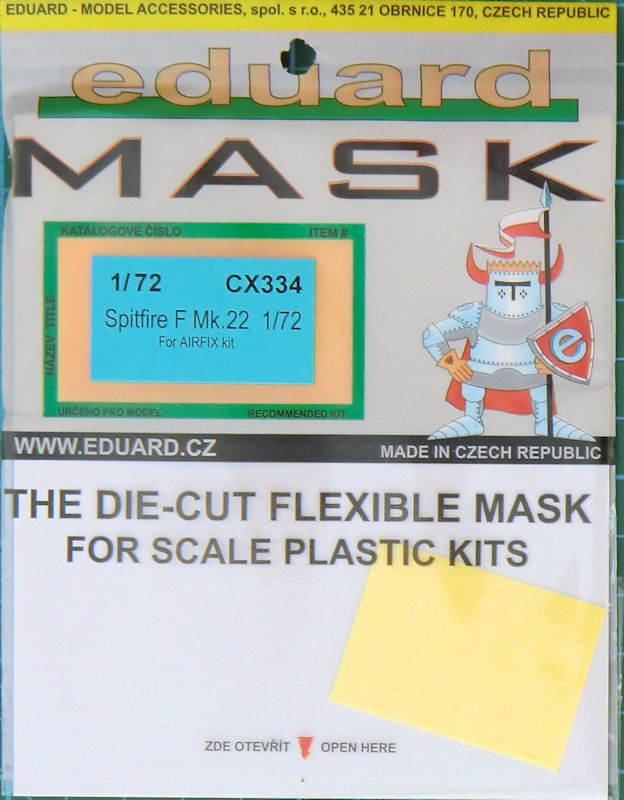 EDUARD - MODEL ACCESSORIES, spol. s r.o., 435 21 OBRNICE 170, CZECH REPUBLIC
eduard
MASK
KATALOGOVÉ ČÍSLO ITEM #
NÁZEV TITLE
1/72 CX334
Spitfire F Mk.22 1/72
For AIRFIX kit
URČENO PRO MODEL RECOMMENDED KIT
e
WWW.EDUARD.CZ MADE IN CZECH REPUBLIC
THE DIE-CUT FLEXIBLE MASK
FOR SCALE PLASTIC KITS
ZDE OTEVŘÍT OPEN HERE